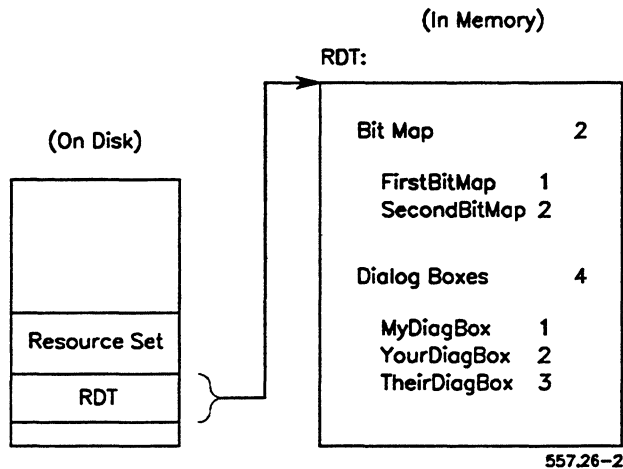 (In Memory)
RDT:
(On Disk)
Bit Map 2
FirstBitMap 1
SecondBitMap 2
Dialog Boxes 4
MyDiagBox 1
YourDiagBox 2
TheirDiagBox 3
Resource Set
RDT
557.26-2